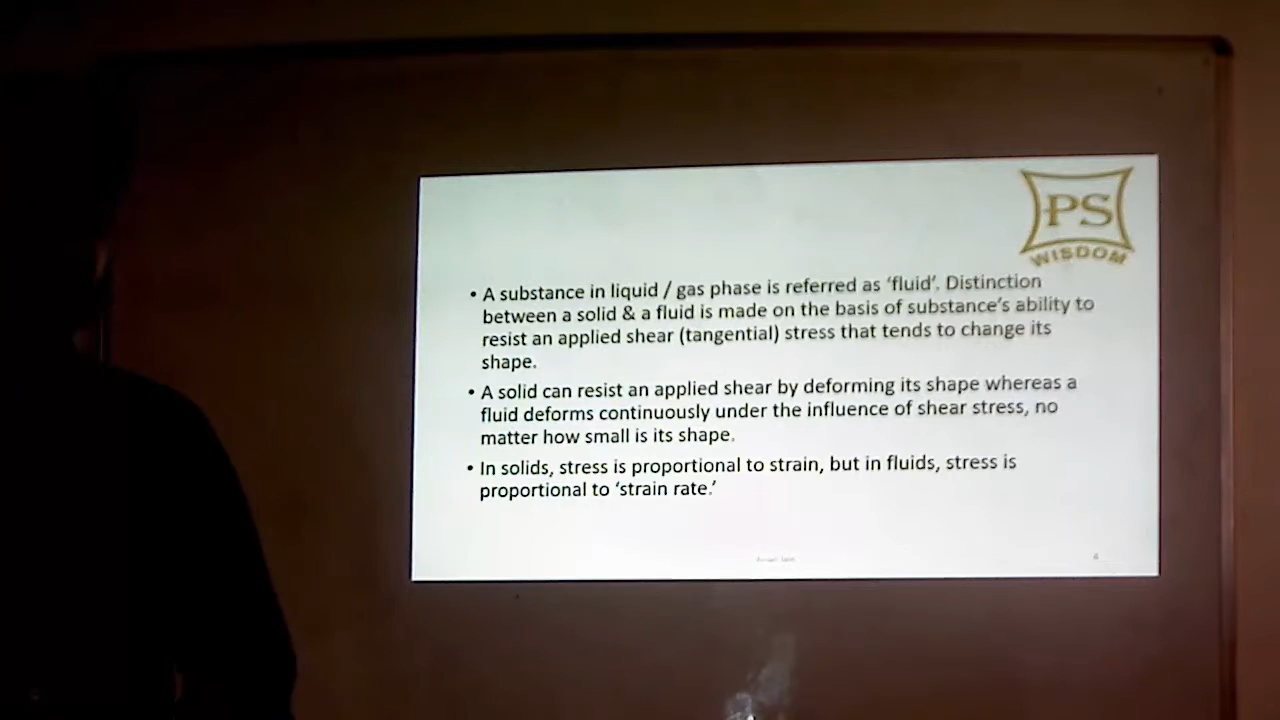 PS
WISDOM
• A substance in liquid / gas phase is referred as ‘fluid’. Distinction
between a solid & a fluid is made on the basis of substance’s ability to
resist an applied shear (tangential) stress that tends to change its
shape.
• A solid can resist an applied shear by deforming its shape whereas a
fluid deforms continuously under the influence of shear stress, no
matter how small is its shape.
• In solids, stress is proportional to strain, but in fluids, stress is
proportional to ‘strain rate.’
4